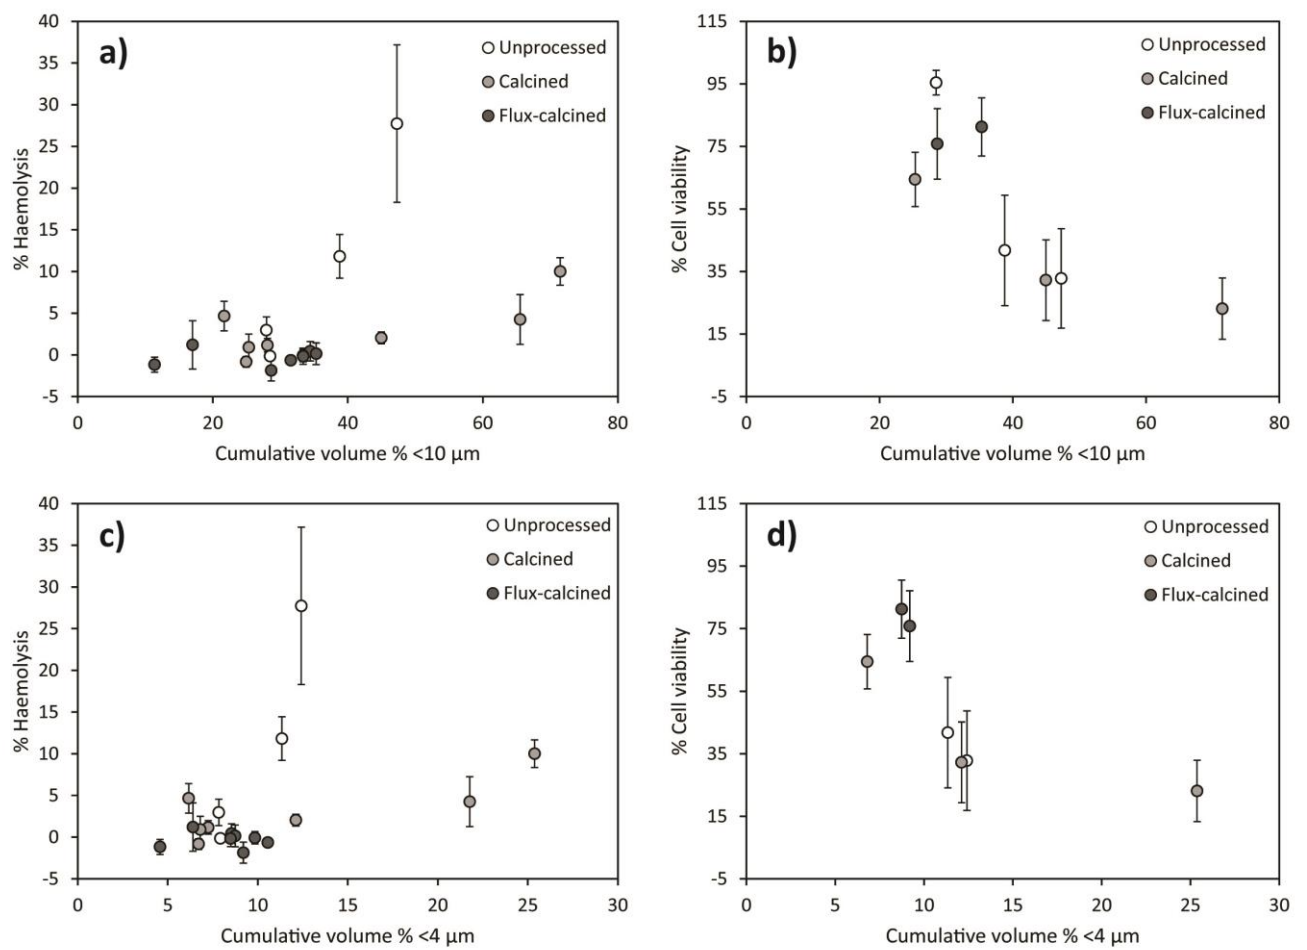 a)
% Haemolysis
40
35
30
25
20
15
10
5
0
-5
0 20 40 60 80
Cumulative volume % <10 μm
Unprocessed
Calcined
Flux-calcined
b)
% Cell viability
115
95
75
55
35
15
-5
0 20 40 60 80
Cumulative volume % <10 μm
Unprocessed
Calcined
Flux-calcined
c)
% Haemolysis
40
35
30
25
20
15
10
5
0
-5
0 5 10 15 20 25 30
Cumulative volume % <4 μm
Unprocessed
Calcined
Flux-calcined
d)
% Cell viability
115
95
75
55
35
15
-5
0 5 10 15 20 25 30
Cumulative volume % <4 μm
Unprocessed
Calcined
Flux-calcined